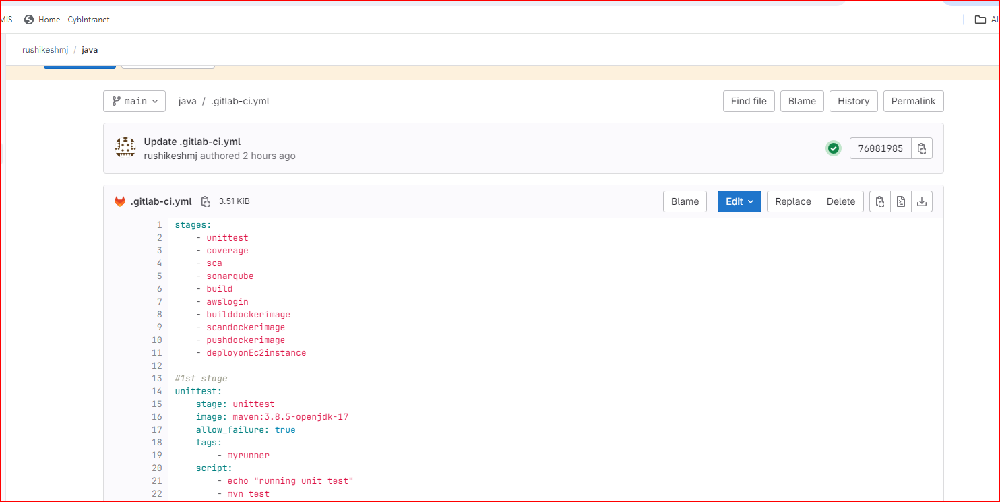 MIS Home - CybIntranet Al
rushikeshmj / java
main java / .gitlab-ci.yml Find file Blame History Permalink
Update .gitlab-ci.yml
rushikeshmj authored 2 hours ago 76081985
.gitlab-ci.yml 3.51 KiB Blame Edit Replace Delete
1 stages:
2 - unittest
3 - coverage
4 - sca
5 - sonarqube
6 - build
7 - awslogin
8 - builddockerimage
9 - scandockerimage
10 - pushdockerimage
11 - deployonEc2instance
12
13 #1st stage
14 unittest:
15 stage: unittest
16 image: maven:3.8.5-openjdk-17
17 allow_failure: true
18 tags:
19 - myrunner
20 script:
21 - echo "running unit test"
22 - mvn test